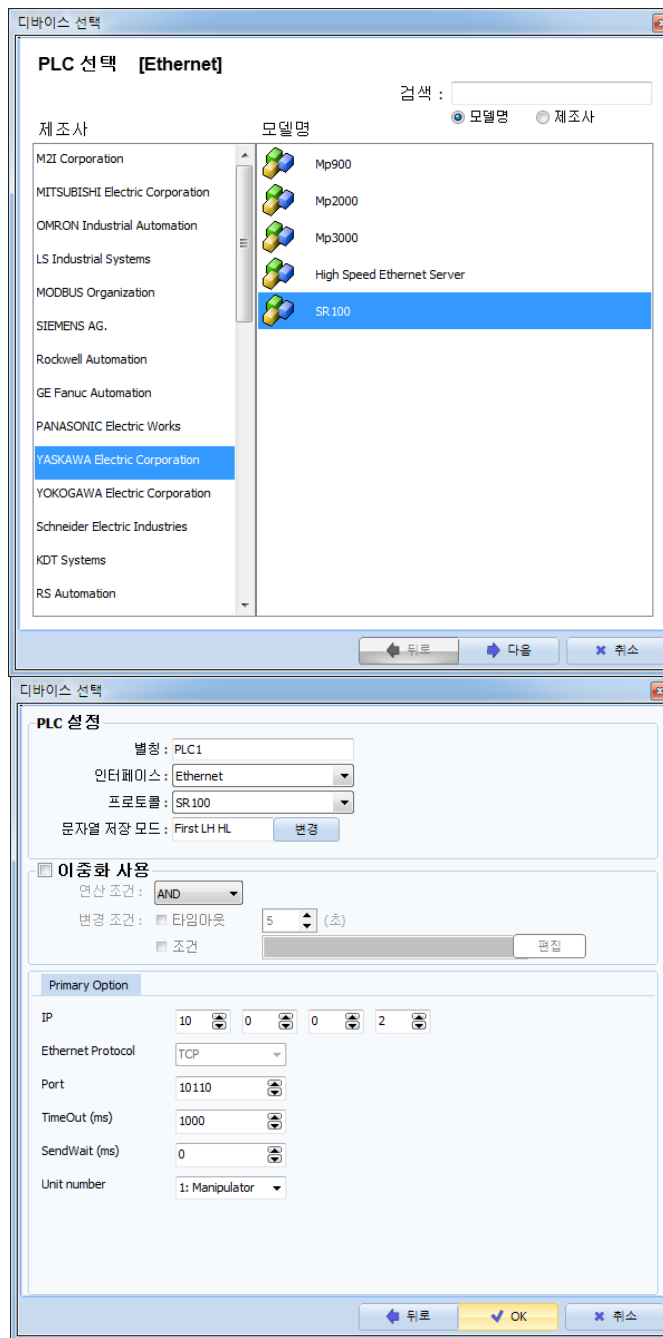 디바이스 선택
PLC 선택 [Ethernet]
검색 :
모델명 제조사
제조사 모델명
M2I Corporation
MITSUBISHI Electric Corporation
OMRON Industrial Automation
LS Industrial Systems
MODBUS Organization
SIEMENS AG.
Rockwell Automation
GE Fanuc Automation
PANASONIC Electric Works
YASKAWA Electric Corporation
YOKOGAWA Electric Corporation
Schneider Electric Industries
KDT Systems
RS Automation
Mp900
Mp2000
Mp3000
High Speed Ethernet Server
SR100
뒤로 다음 취소
디바이스 선택
PLC 설정
별칭 : PLC1
인터페이스 : Ethernet
프로토콜 : SR100
문자열 저장 모드 : First LH HL 변경
이중화 사용
연산 조건 : AND
변경 조건 : 타임아웃 5 (초)
조건 편집
Primary Option
IP 10 0 0 2
Ethernet Protocol TCP
Port 10110
TimeOut (ms) 1000
SendWait (ms) 0
Unit number 1: Manipulator
뒤로 OK 취소